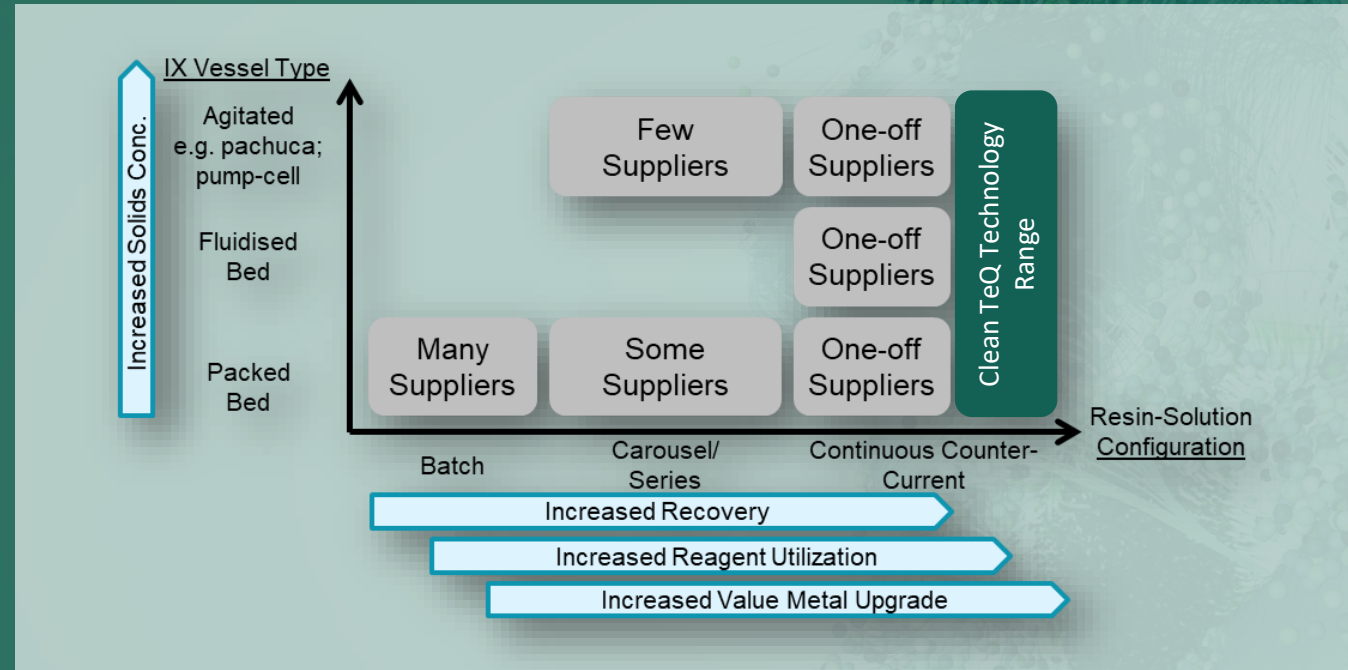 IX Vessel Type
Increased Solids Conc.
Agitated
e.g. pachuca;
pump-cell
Few
Suppliers
One-off
Suppliers
Clean TeQ Technology
Range
Fluidised
Bed
One-off
Suppliers
Packed
Bed
Many
Suppliers
Some
Suppliers
One-off
Suppliers
Resin-Solution
Configuration
Batch
Carousel/
Series
Continuous Counter-
Current
Increased Recovery
Increased Reagent Utilization
Increased Value Metal Upgrade